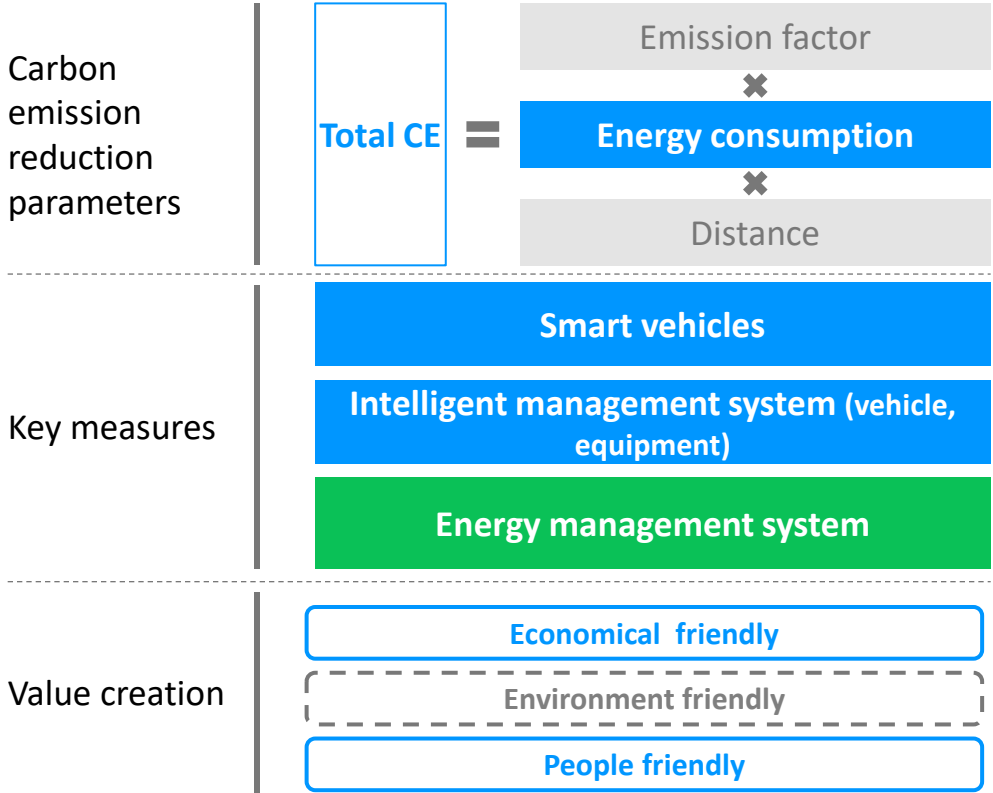 Carbon
emission
reduction
parameters
Total CE
=
Emission factor
✖
Energy consumption
✖
Distance
Key measures
Smart vehicles
Intelligent management system (vehicle,
equipment)
Energy management system
Value creation
Economical  friendly
Environment friendly
People friendly